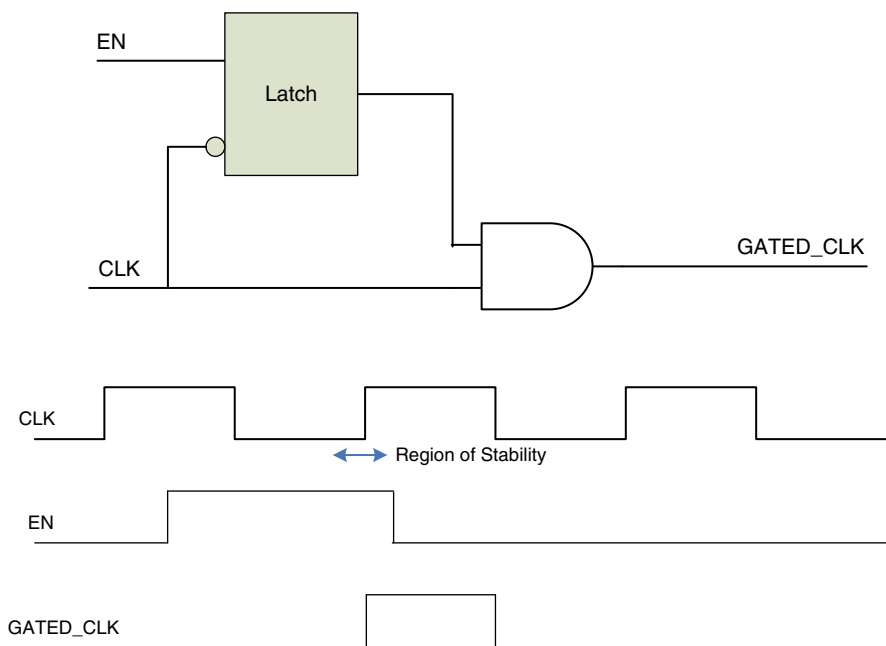 EN
Latch
CLK
GATED_CLK
CLK
Region of Stability
EN
GATED_CLK